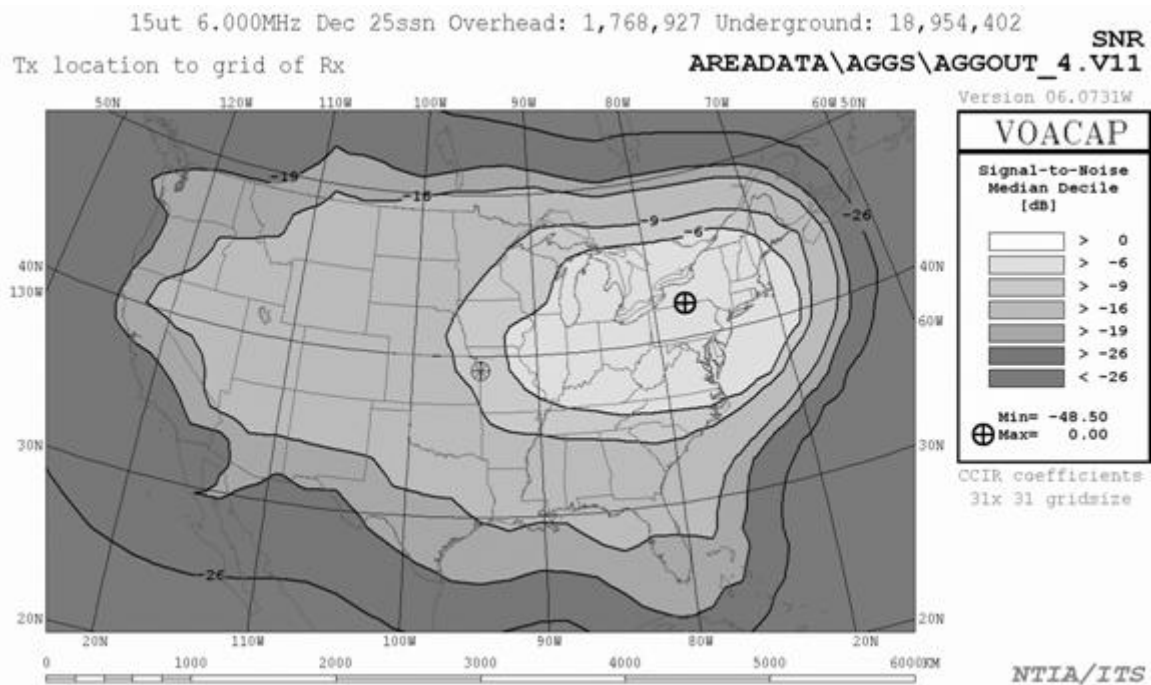 15ut 6.000MHz Dec 25ssn Overhead: 1,768,927 Underground: 18,954,402
SNR
Tx location to grid of Rx
AREADATA\AGGS\AGGOUT_4.V11
Version 06.0731W
50N 120W 110W 100W 90W 80W 70W 60W 50N
VOACAP
Signal-to-Noise
Median Decile
[dB]
> 0
> -6
> -9
> -16
> -19
> -26
< -26
Min= -48.50
Max= 0.00
CCIR coefficients
31x 31 gridsize
-19
-16
-9
-26
-6
40N
40N
130W
60W
30N
30N
-26
20N
20N
20N 110W 100W 90W 80W 20N
0 1000 2000 3000 4000 5000 6000KM
NTIA/ITS